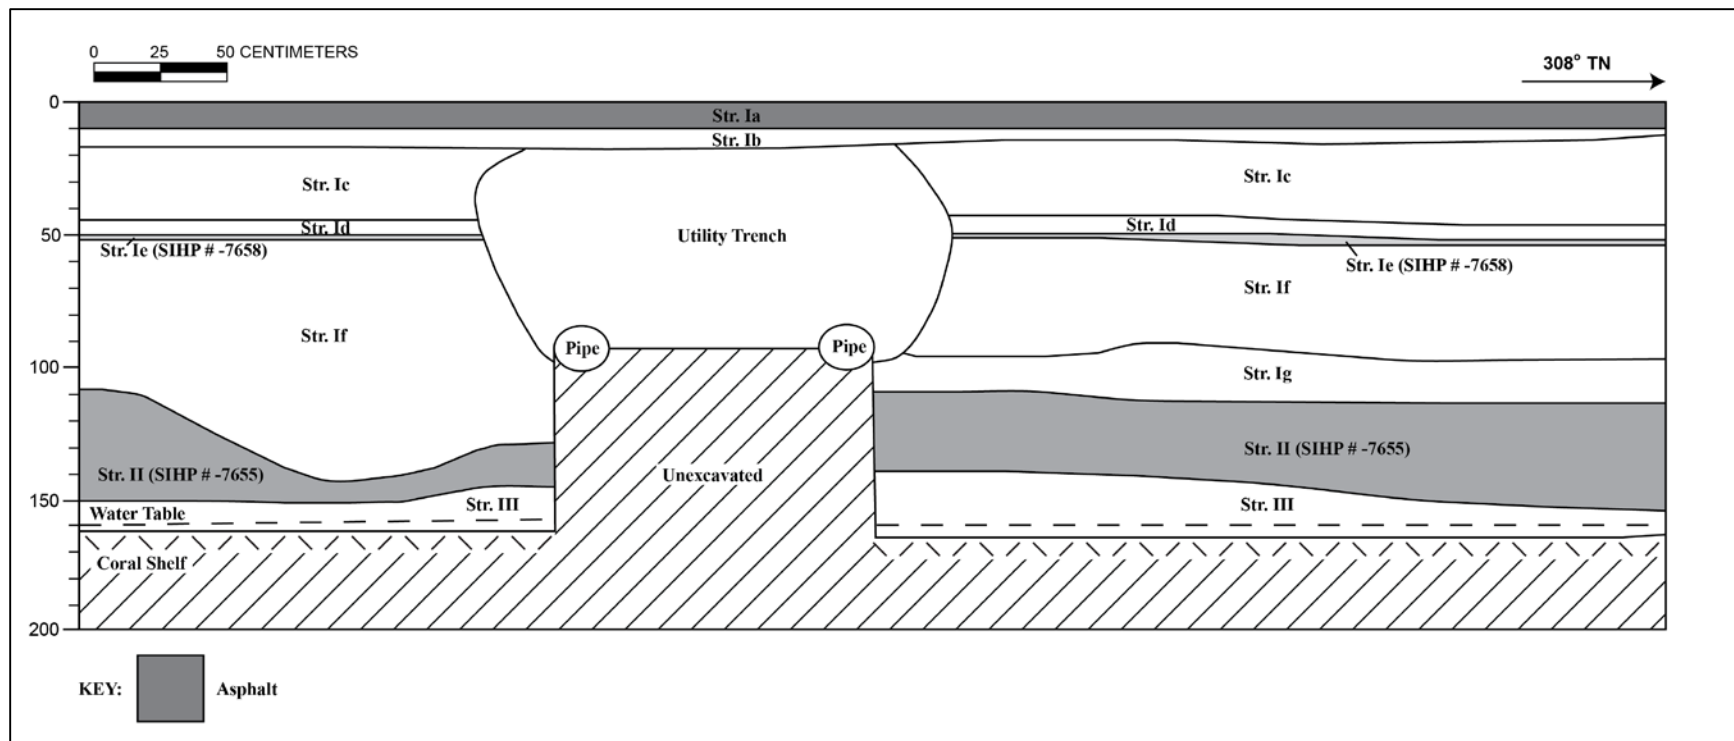 0 25 50 CENTIMETERS
308° TN
0
Str. Ia
Str. Ib
Str. Ic
Str. Ic
Str. Id
Str. Id
50
Utility Trench
Str. Ie (SIHP # -7658)
Str. Ie (SIHP # -7658)
Str. If
Str. If
Pipe
Pipe
100
Str. Ig
Str. II (SIHP # -7655)
Unexcavated
Str. II (SIHP # -7655)
150
Str. III
Str. III
Water Table
Coral Shelf
200
KEY:
Asphalt